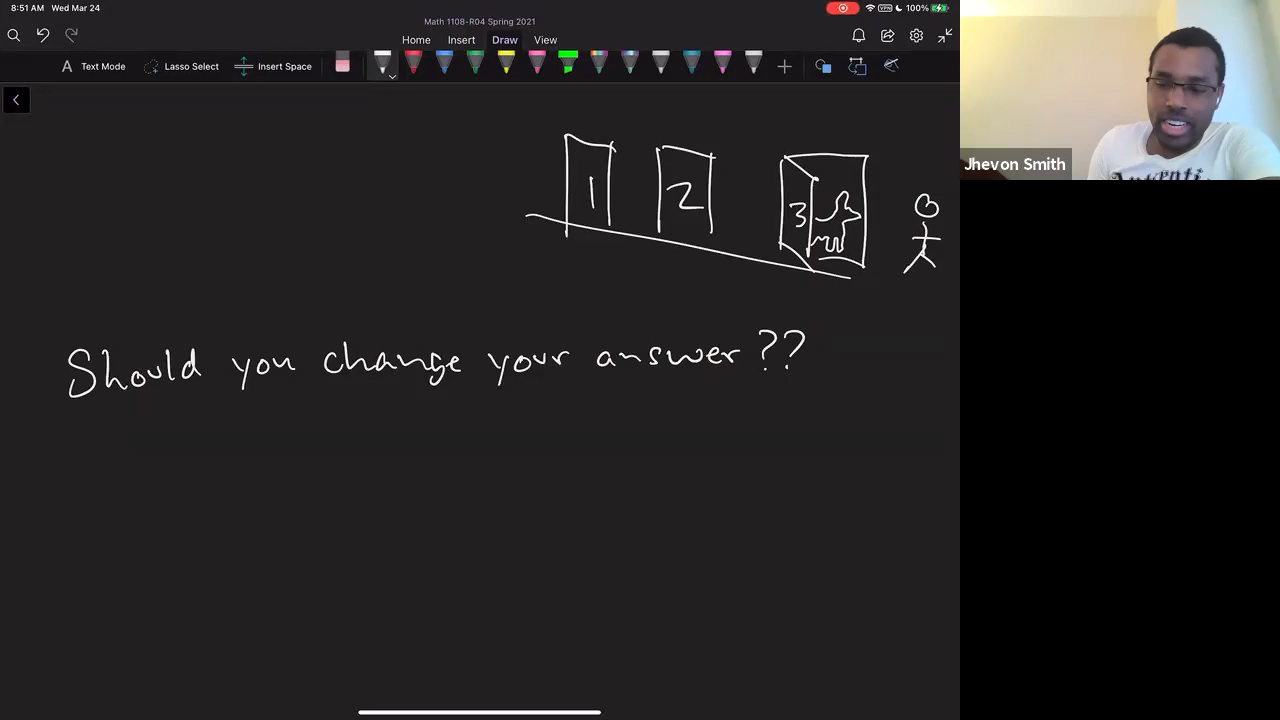 8:51 AM Wed Mar 24
VPN 100%
Math 1108-R04 Spring 2021
Home Insert Draw View
A Text Mode Lasso Select Insert Space
1 2 3
Should you change your answer??
Jhevon Smith